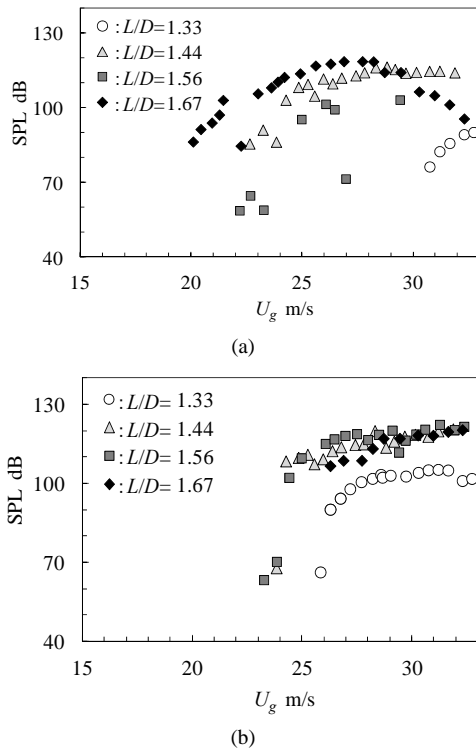 130
100
70
40
SPL dB
: L/D=1.33
: L/D=1.44
: L/D=1.56
: L/D=1.67
15 20 25 30
U_g m/s
(a)
130
100
70
40
SPL dB
: L/D= 1.33
: L/D= 1.44
: L/D= 1.56
: L/D= 1.67
15 20 25 30
U_g m/s
(b)